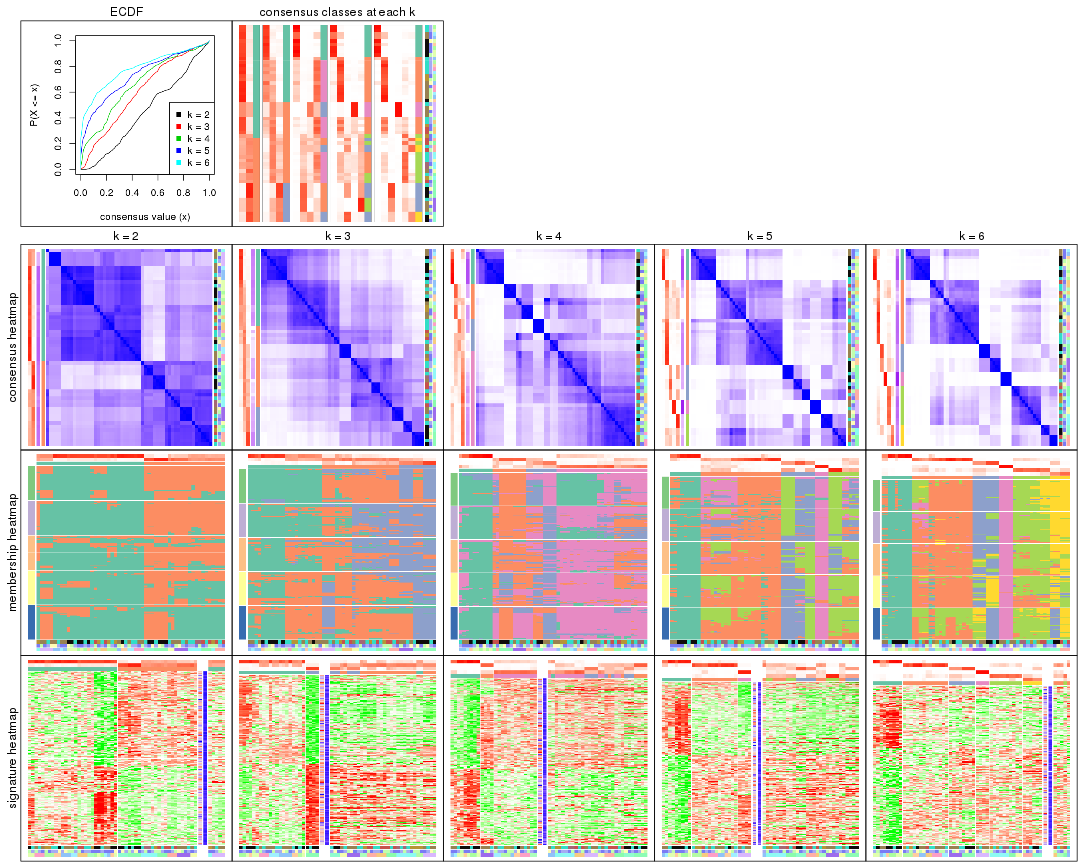 ECDF
consensus classes at each k
P(X <= x)
0.0 0.2 0.4 0.6 0.8 1.0
k = 2
k = 3
k = 4
k = 5
k = 6
0.0 0.2 0.4 0.6 0.8 1.0
consensus value (x)
k = 2
k = 3
k = 4
k = 5
k = 6
consensus heatmap
membership heatmap
signature heatmap